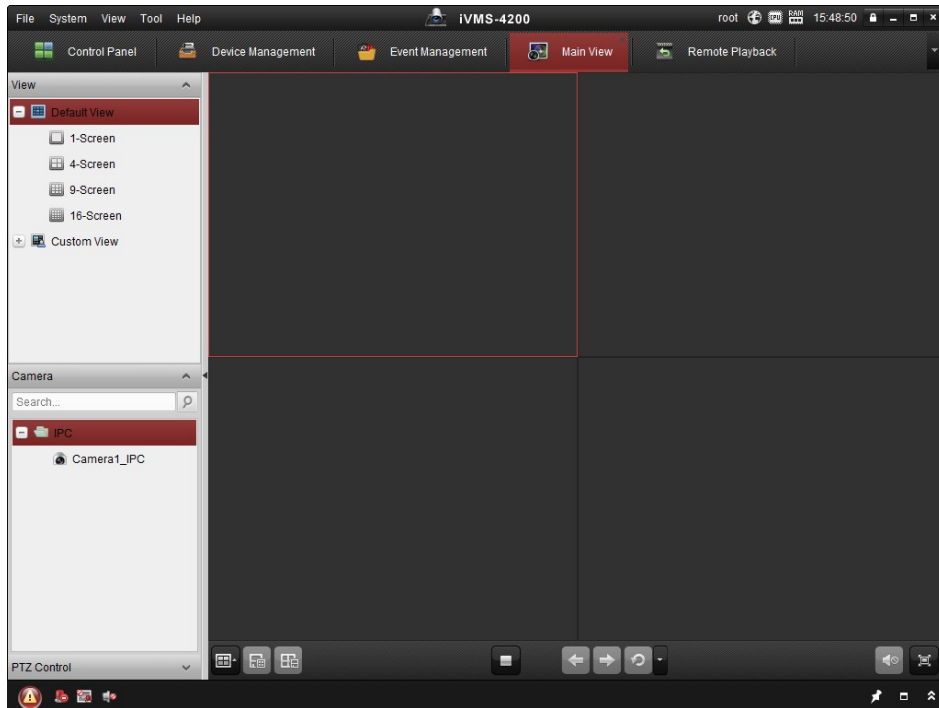 File System View Tool Help iVMS-4200 root CPU RAM 15:48:50
Control Panel Device Management Event Management Main View Remote Playback
View
Default View
1-Screen
4-Screen
9-Screen
16-Screen
Custom View
Camera
Search...
IPC
Camera1_IPC
PTZ Control